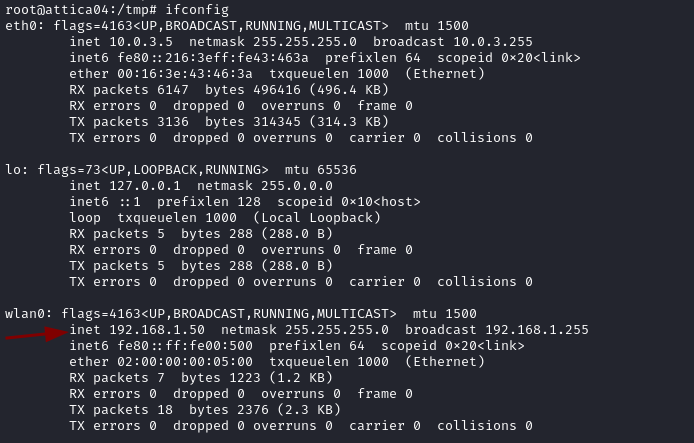 root@attica04:/tmp# ifconfig
eth0: flags=4163<UP,BROADCAST,RUNNING,MULTICAST>  mtu 1500
        inet 10.0.3.5  netmask 255.255.255.0  broadcast 10.0.3.255
        inet6 fe80::216:3eff:fe43:463a  prefixlen 64  scopeid 0x20<link>
        ether 00:16:3e:43:46:3a  txqueuelen 1000  (Ethernet)
        RX packets 6147  bytes 496416 (496.4 KB)
        RX errors 0  dropped 0  overruns 0  frame 0
        TX packets 3136  bytes 314345 (314.3 KB)
        TX errors 0  dropped 0 overruns 0  carrier 0  collisions 0

lo: flags=73<UP,LOOPBACK,RUNNING>  mtu 65536
        inet 127.0.0.1  netmask 255.0.0.0
        inet6 ::1  prefixlen 128  scopeid 0x10<host>
        loop  txqueuelen 1000  (Local Loopback)
        RX packets 5  bytes 288 (288.0 B)
        RX errors 0  dropped 0  overruns 0  frame 0
        TX packets 5  bytes 288 (288.0 B)
        TX errors 0  dropped 0 overruns 0  carrier 0  collisions 0

wlan0: flags=4163<UP,BROADCAST,RUNNING,MULTICAST>  mtu 1500
        inet 192.168.1.50  netmask 255.255.255.0  broadcast 192.168.1.255
        inet6 fe80::ff:fe00:500  prefixlen 64  scopeid 0x20<link>
        ether 02:00:00:00:05:00  txqueuelen 1000  (Ethernet)
        RX packets 7  bytes 1223 (1.2 KB)
        RX errors 0  dropped 0  overruns 0  frame 0
        TX packets 18  bytes 2376 (2.3 KB)
        TX errors 0  dropped 0 overruns 0  carrier 0  collisions 0